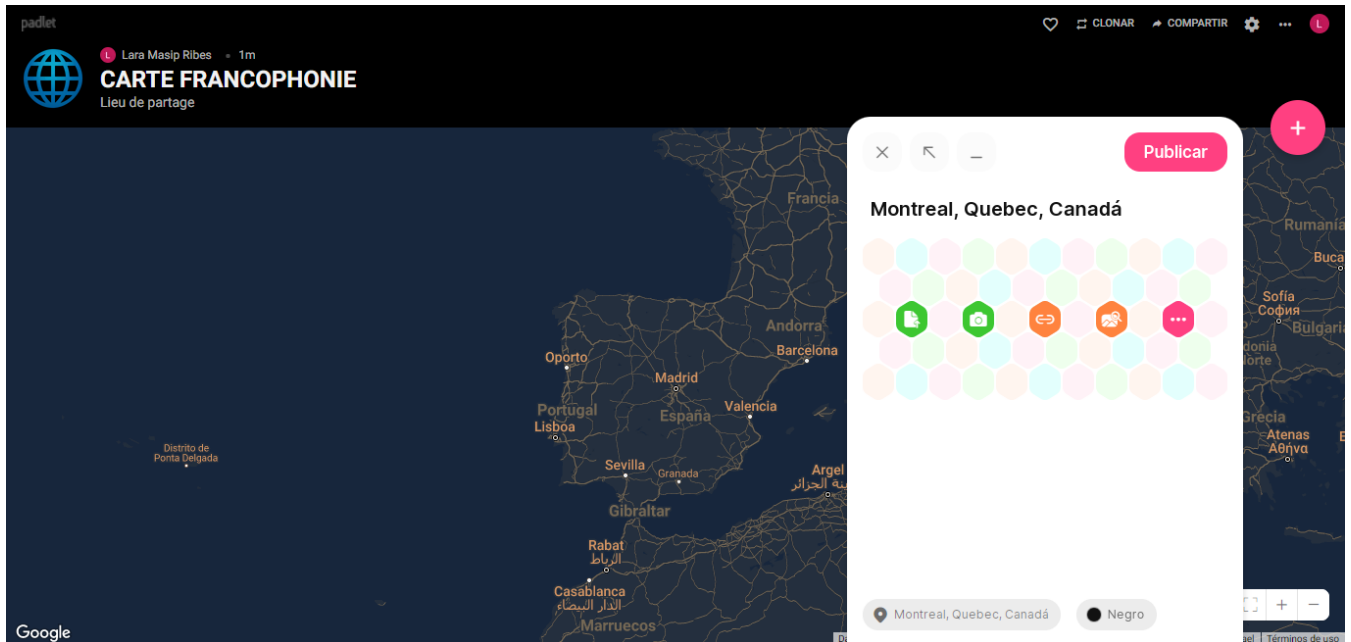 padlet
CLONAR
COMPARTIR
L
L Lara Masip Ribes 1m
CARTE FRANCOPHONIE
Lieu de partage
Publicar
Montreal, Quebec, Canadá
Francia
Rumanía
Buca
Sofía
София
Bulgari
Andorra
Barcelona
Oporto
Madrid
Portugal
España
Valencia
Lisboa
Grecia
Atenas
Αθήνα
Distrito de
Ponta Delgada
Sevilla
Granada
Argel
Gibraltar
Rabat
الرباط
Casablanca
الدار البيضاء
Marruecos
Montreal, Quebec, Canadá
Negro
Google
Términos de uso